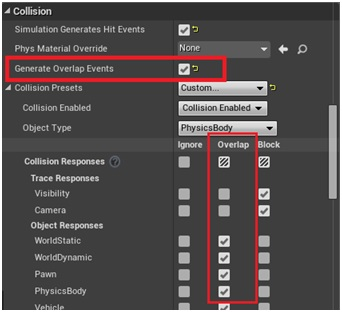 Collision
Simulation Generates Hit Events
Phys Material Override None
Generate Overlap Events
Collision Presets Custom...
Collision Enabled Collision Enabled
Object Type PhysicsBody
Ignore Overlap Block
Collision Responses ?
Trace Responses
Visibility
Camera
Object Responses
WorldStatic
WorldDynamic
Pawn
PhysicsBody
Vehicle